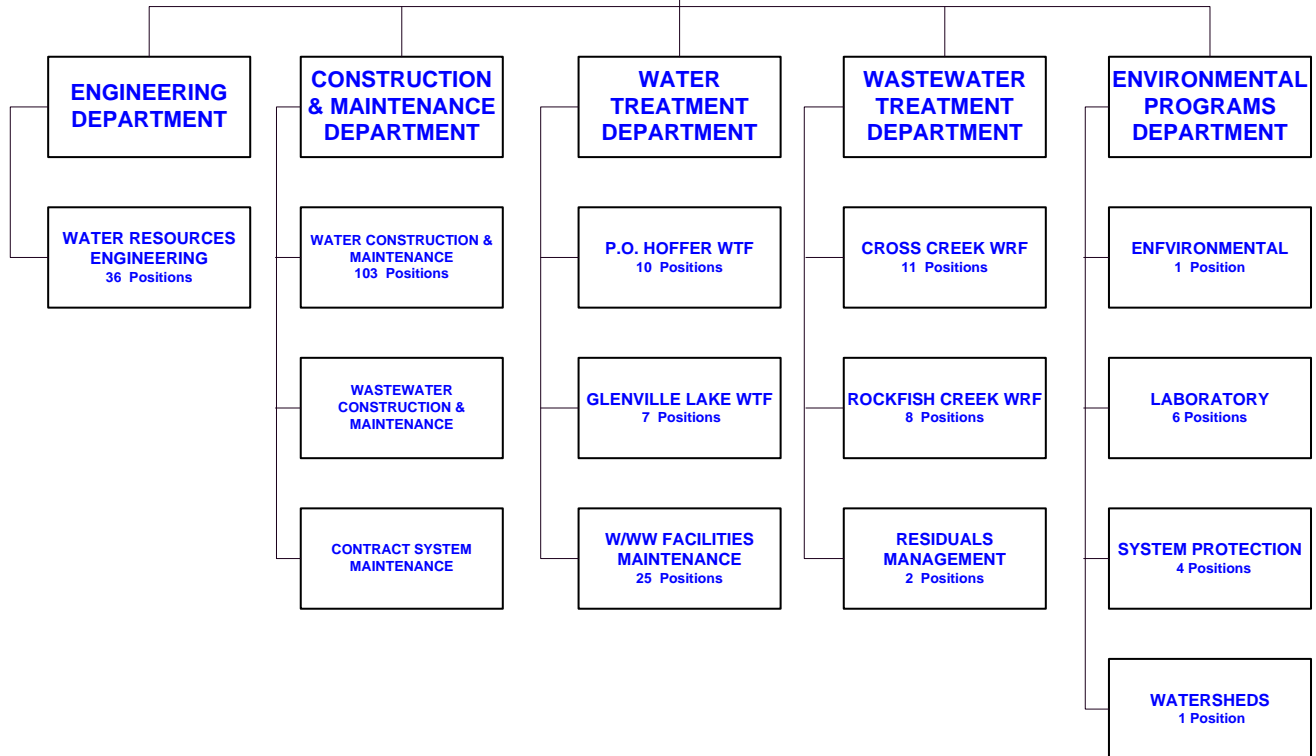 ENGINEERING
DEPARTMENT
CONSTRUCTION
& MAINTENANCE
DEPARTMENT
WATER
TREATMENT
DEPARTMENT
WASTEWATER
TREATMENT
DEPARTMENT
ENVIRONMENTAL
PROGRAMS
DEPARTMENT
WATER RESOURCES
ENGINEERING
36 Positions
WATER CONSTRUCTION &
MAINTENANCE
103 Positions
P.O. HOFFER WTF
10 Positions
CROSS CREEK WRF
11 Positions
ENFVIRONMENTAL
1 Position
WASTEWATER
CONSTRUCTION &
MAINTENANCE
GLENVILLE LAKE WTF
7 Positions
ROCKFISH CREEK WRF
8 Positions
LABORATORY
6 Positions
CONTRACT SYSTEM
MAINTENANCE
W/WW FACILITIES
MAINTENANCE
25 Positions
RESIDUALS
MANAGEMENT
2 Positions
SYSTEM PROTECTION
4 Positions
WATERSHEDS
1 Position